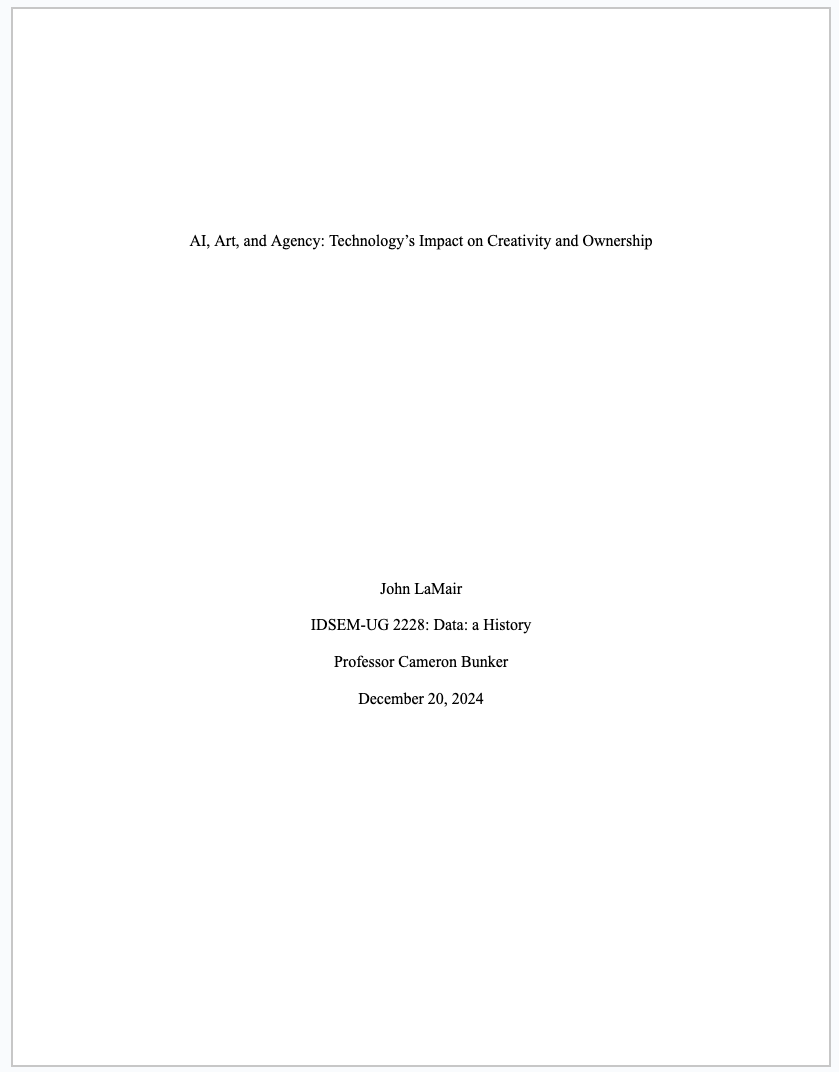 AI, Art, and Agency: Technology’s Impact on Creativity and Ownership
John LaMair
IDSEM-UG 2228: Data: a History
Professor Cameron Bunker
December 20, 2024